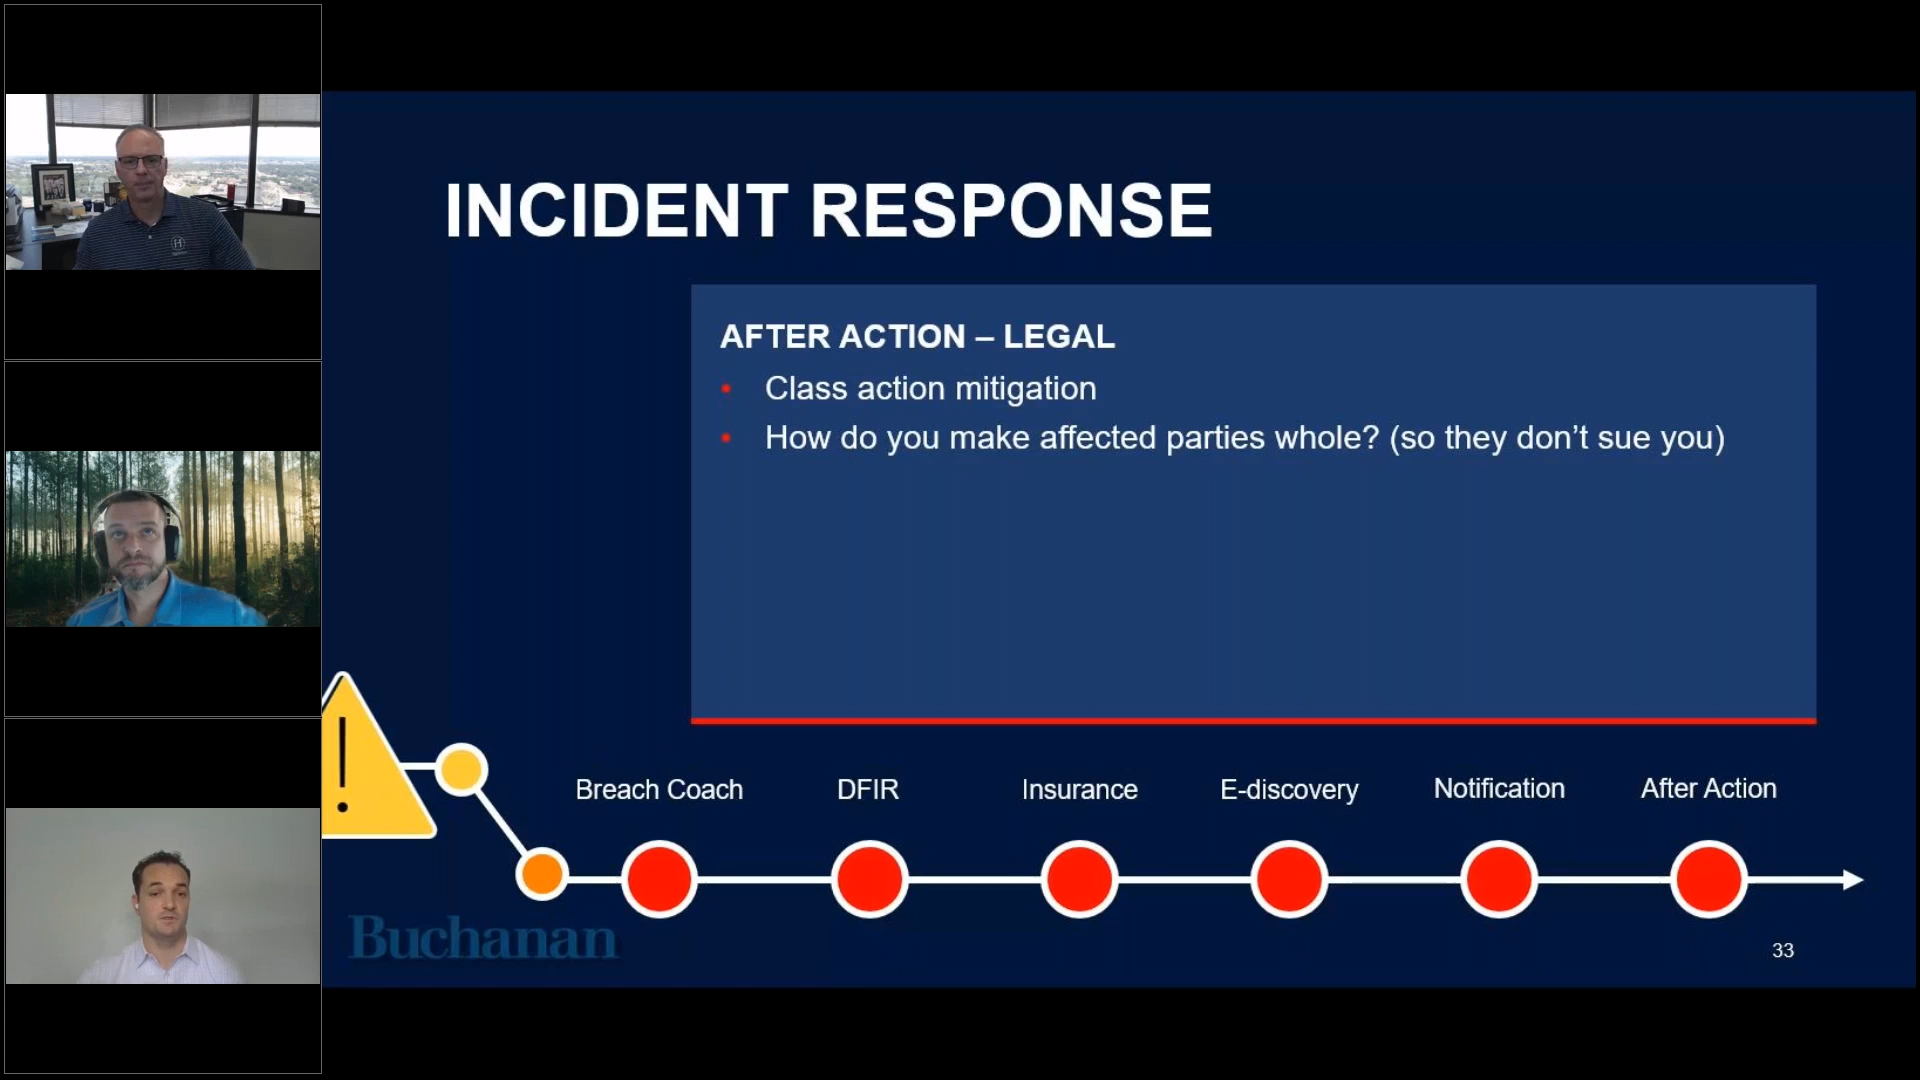 INCIDENT RESPONSE
AFTER ACTION – LEGAL
• Class action mitigation
• How do you make affected parties whole? (so they don’t sue you)
!
Breach Coach
DFIR
Insurance
E-discovery
Notification
After Action
Buchanan
33
H